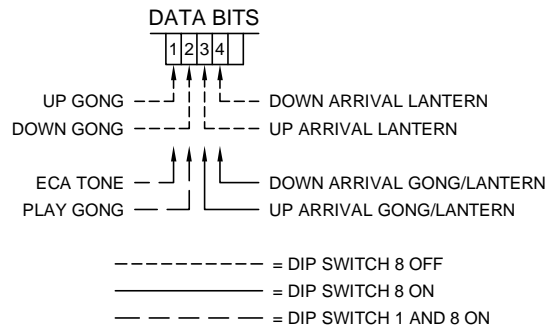 DATA BITS
1 2 3 4
UP GONG DOWN ARRIVAL LANTERN
DOWN GONG UP ARRIVAL LANTERN
ECA TONE DOWN ARRIVAL GONG/LANTERN
PLAY GONG UP ARRIVAL GONG/LANTERN
= DIP SWITCH 8 OFF
= DIP SWITCH 8 ON
= DIP SWITCH 1 AND 8 ON